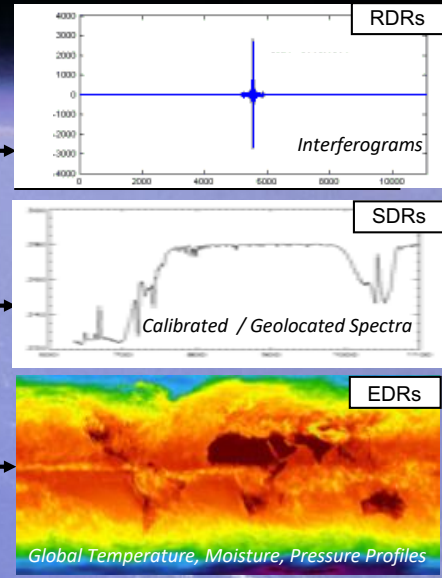 RDRs
4000
3000
2000
1000
0
-1000
-2000
-3000
-4000
Interferograms
0 2000 4000 6000 8000 10000
SDRs
Calibrated / Geolocated Spectra
EDRs
Global Temperature, Moisture, Pressure Profiles